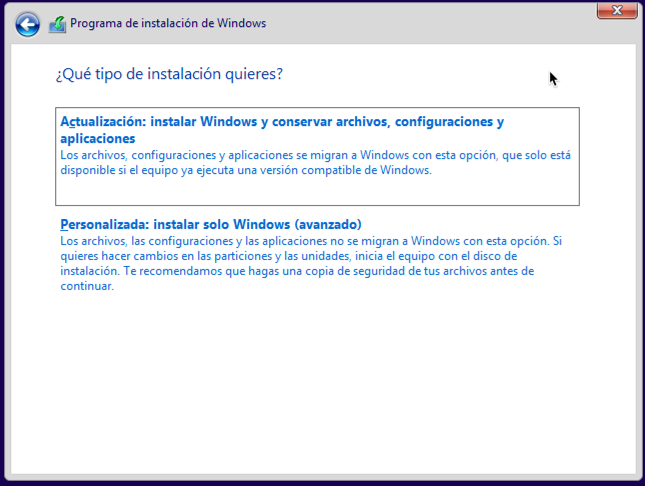 Programa de instalación de Windows
¿Qué tipo de instalación quieres?
Actualización: instalar Windows y conservar archivos, configuraciones y
aplicaciones
Los archivos, configuraciones y aplicaciones se migran a Windows con esta opción, que solo está
disponible si el equipo ya ejecuta una versión compatible de Windows.
Personalizada: instalar solo Windows (avanzado)
Los archivos, las configuraciones y las aplicaciones no se migran a Windows con esta opción. Si
quieres hacer cambios en las particiones y las unidades, inicia el equipo con el disco de
instalación. Te recomendamos que hagas una copia de seguridad de tus archivos antes de
continuar.